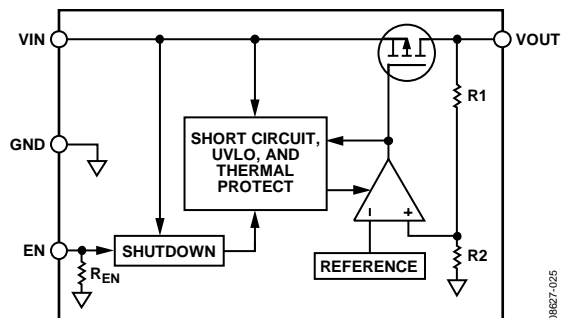 VIN
VOUT
R1
GND
SHORT CIRCUIT,
UVLO, AND
THERMAL
PROTECT
– +
EN
SHUTDOWN
REN
REFERENCE
R2
08627-025